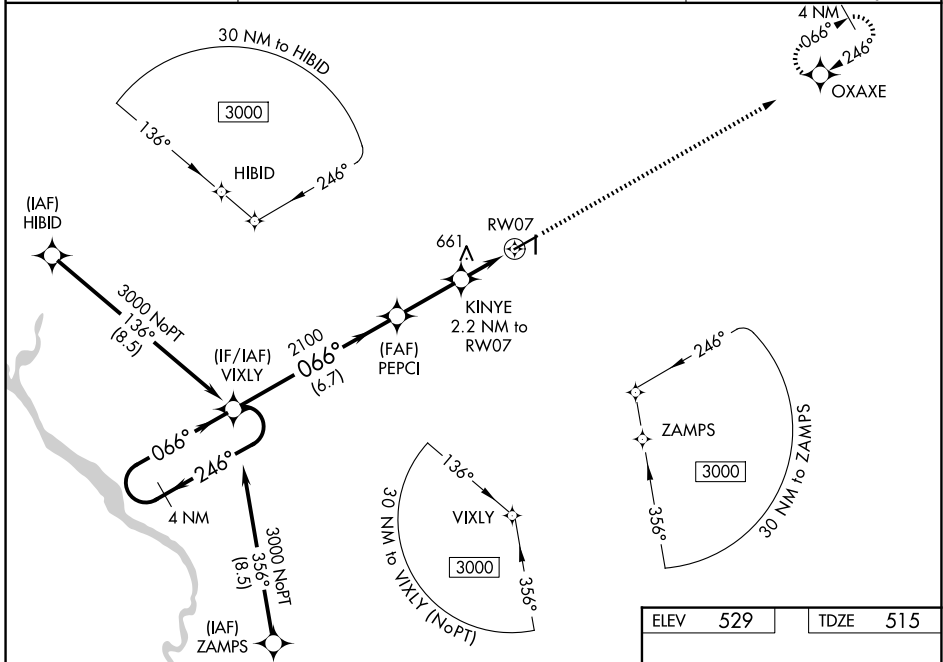 30 NM to HIBID
3000
136°
HIBID
246°
4 NM
066°
246°
OXAXE
(IAF)
HIBID
3000 NoPT
136°
(8.5)
RW07
661
KINYE
2.2 NM to
RW07
(FAF)
PEPCI
2100
066°
(6.7)
(IF/IAF)
VIXLY
066°
246°
4 NM
3000 NoPT
356°
(8.5)
(IAF)
ZAMPS
136°
VIXLY
3000
356°
30 NM to VIXLY (NoPT)
246°
ZAMPS
3000
356°
30 NM to ZAMPS
ELEV 529
TDZE 515